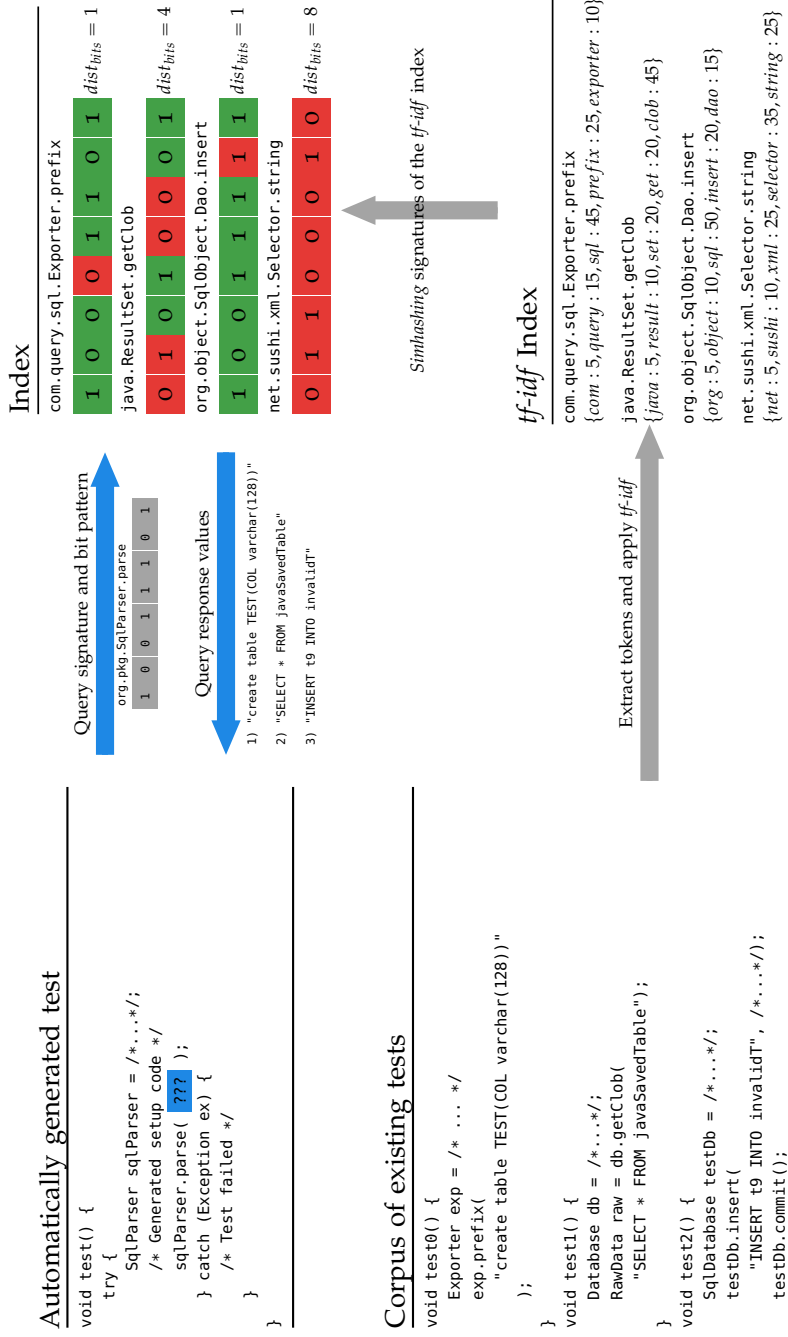 Automatically generated test
void test() {
try {
SqlParser sqlParser = /*...*/;
/* Generated setup code */
sqlParser.parse( ??? );
} catch (Exception ex) {
/* Test failed */
}
}
Query signature and bit pattern
org.pkg.SqlParser.parse
1 0 0 1 1 1 0 1
Query response values
1) "create table TEST(COL varchar(128))"
2) "SELECT * FROM javaSavedTable"
3) "INSERT t9 INTO invalidT"
Index
com.query.sql.Exporter.prefix
1 0 0 0 1 1 0 1 dist_bits = 1
java.ResultSet.getClob
0 1 0 1 0 0 0 1 dist_bits = 4
org.object.SqlObject.Dao.insert
1 0 0 1 1 1 1 1 dist_bits = 1
net.sushi.xml.Selector.string
0 1 1 0 0 0 1 0 dist_bits = 8
Simhashing signatures of the tf-idf index
Corpus of existing tests
void test0() {
Exporter exp = /* ... */
exp.prefix(
"create table TEST(COL varchar(128))"
);
}
void test1() {
Database db = /*...*/;
RawData raw = db.getClob(
"SELECT * FROM javaSavedTable");
}
void test2() {
SqlDatabase testDb = /*...*/;
testDb.insert(
"INSERT t9 INTO invalidT", /*...*/);
testDb.commit();
Extract tokens and apply tf-idf
tf-idf Index
com.query.sql.Exporter.prefix
{com : 5, query : 15, sql : 45, prefix : 25, exporter : 10}
java.ResultSet.getClob
{java : 5, result : 10, set : 20, get : 20, clob : 45}
org.object.SqlObject.Dao.insert
{org : 5, object : 10, sql : 50, insert : 20, dao : 15}
net.sushi.xml.Selector.string
{net : 5, sushi : 10, xml : 25, selector : 35, string : 25}